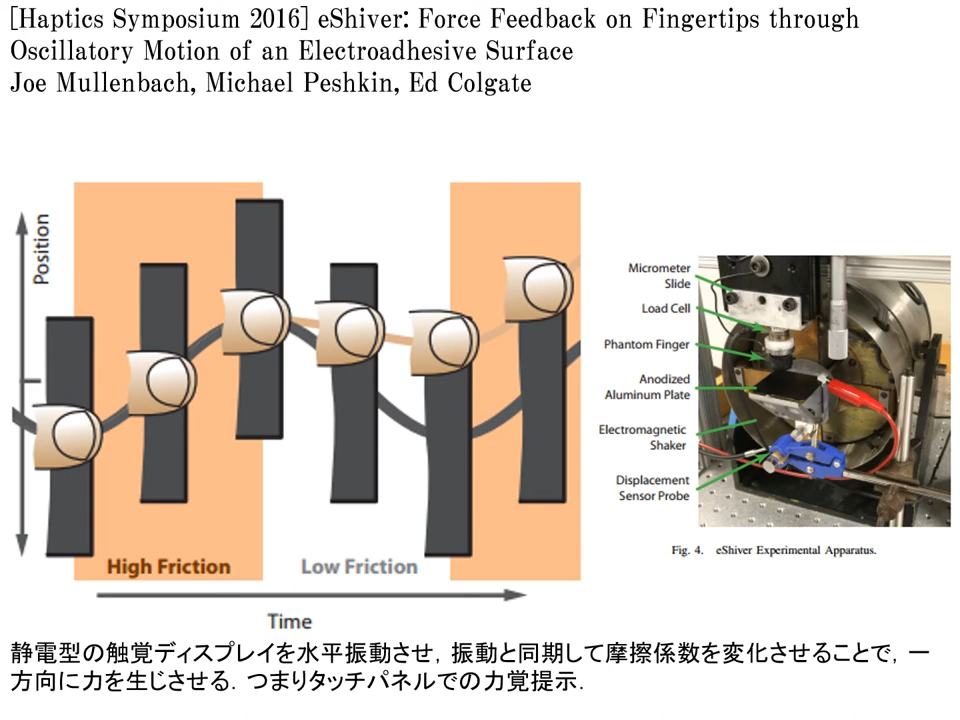 [Haptics Symposium 2016] eShiver: Force Feedback on Fingertips through
Oscillatory Motion of an Electroadhesive Surface
Joe Mullenbach, Michael Peshkin, Ed Colgate
Position
High Friction
Low Friction
Time
Micrometer
Slide
Load Cell
Phantom Finger
Anodized
Aluminum Plate
Electromagnetic
Shaker
Displacement
Sensor Probe
Fig. 4. eShiver Experimental Apparatus.
静電型の触覚ディスプレイを水平振動させ，振動と同期して摩擦係数を変化させることで，一
方向に力を生じさせる．つまりタッチパネルでの力覚提示．